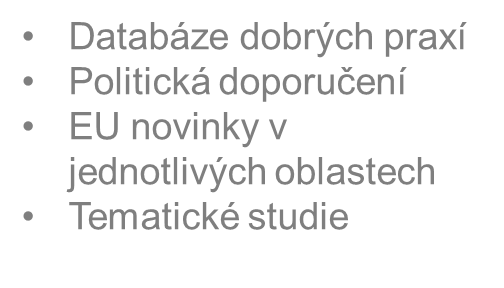 • Databáze dobrých praxí
• Politická doporučení
• EU novinky v
jednotlivých oblastech
• Tematické studie